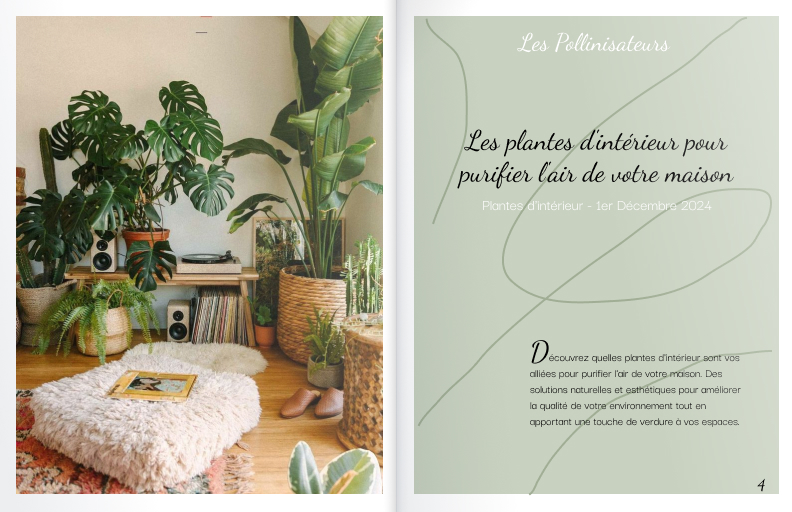 Les Pollinisateurs
Les plantes d'intérieur pour
purifier l'air de votre maison
Plantes d'intérieur - 1er Décembre 2024
Découvrez quelles plantes d'intérieur sont vos
alliées pour purifier l'air de votre maison. Des
solutions naturelles et esthétiques pour améliorer
la qualité de votre environnement tout en
apportant une touche de verdure à vos espaces.
4